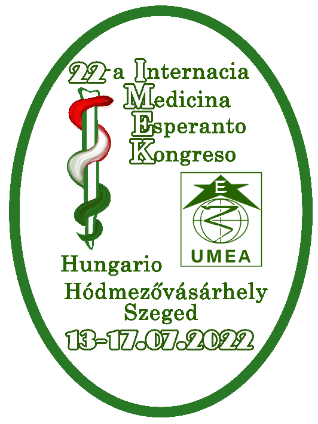 22-a Internacia
Medicina
Esperanto
Kongreso
E
UMEA
Hungario
Hódmezővásárhely
Szeged
13-17.07.2022